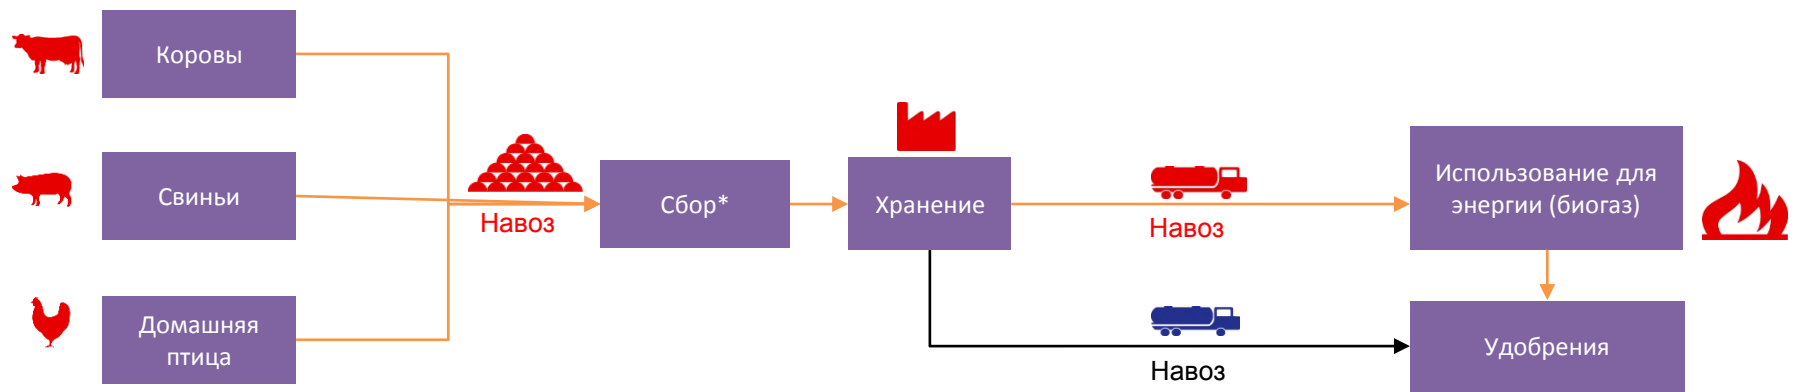 Коровы
Свиньи
Домашняя
птица
Навоз
Сбор*
Хранение
Навоз
Использование для
энергии (биогаз)
Навоз
Удобрения